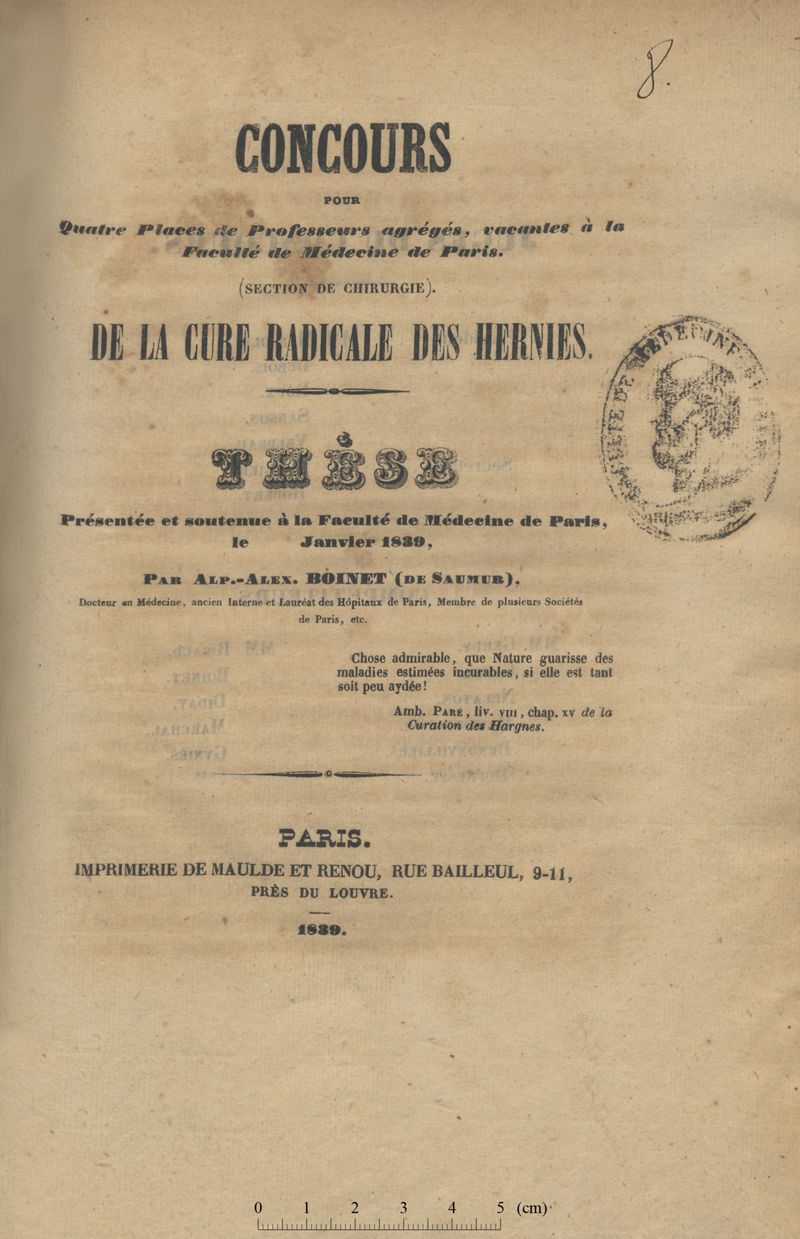 8.
CONCOURS
POUR
Quatre Places de Professeurs agrégés, vacantes à la
Faculté de Médecine de Paris.
(SECTION DE CHIRURGIE).
DE LA CURE RADICALE DES HERNIES.
THÈSE
Présentée et soutenue à la Faculté de Médecine de Paris,
le Janvier 1839,
PAR ALP.-ALEX. BOINET (DE SAUMUR),
Docteur en Médecine, ancien Interne et Lauréat des Hôpitaux de Paris, Membre de plusieurs Sociétés
de Paris, etc.
Chose admirable, que Nature guarisse des
maladies estimées incurables, si elle est tant
soit peu aydée!
Amb. PARÉ, liv. VIII, chap. XV de la
Curation des Hargnes.
PARIS.
IMPRIMERIE DE MAULDE ET RENOU, RUE BAILLEUL, 9-11,
PRÈS DU LOUVRE.
1839.
0 1 2 3 4 5 (cm)